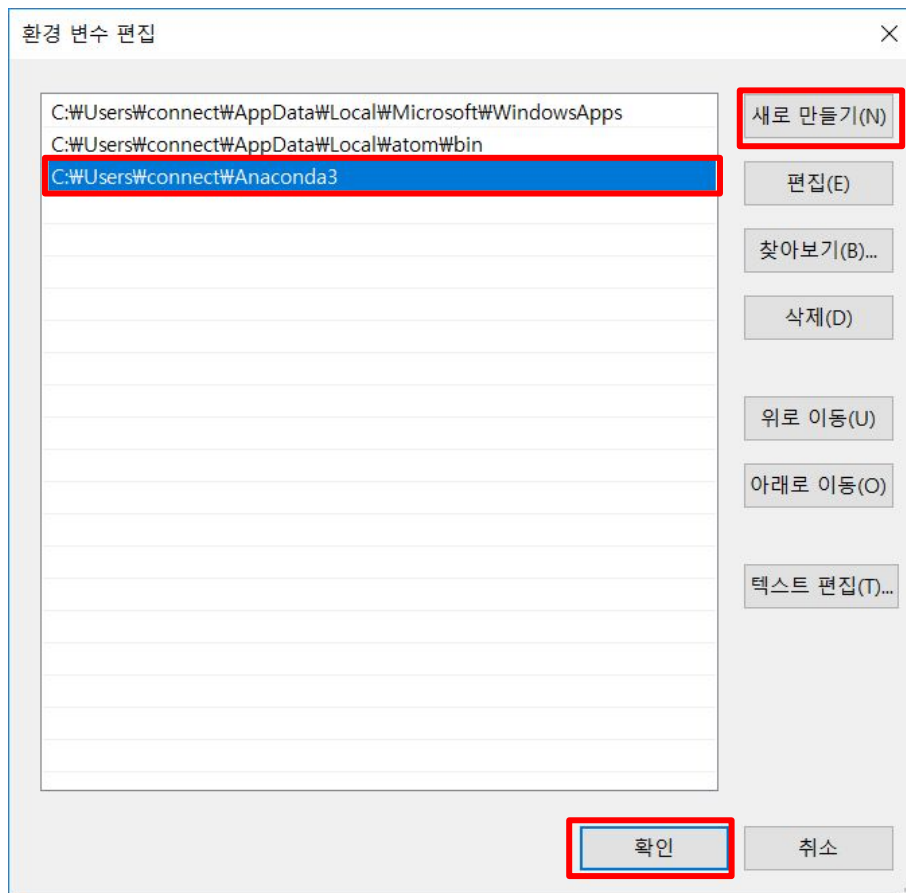 환경 변수 편집
C:₩Users₩connect₩AppData₩Local₩Microsoft₩WindowsApps
C:₩Users₩connect₩AppData₩Local₩atom₩bin
C:₩Users₩connect₩Anaconda3
새로 만들기(N)
편집(E)
찾아보기(B)...
삭제(D)
위로 이동(U)
아래로 이동(O)
텍스트 편집(T)...
확인
취소